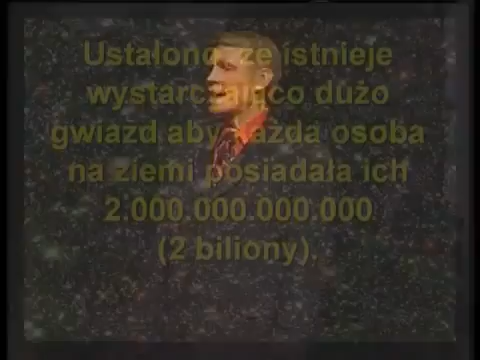 Ustalono, że istnieje
wystarczająco dużo
gwiazd aby każda osoba
na ziemi posiadała ich
2.000.000.000.000
(2 biliony).